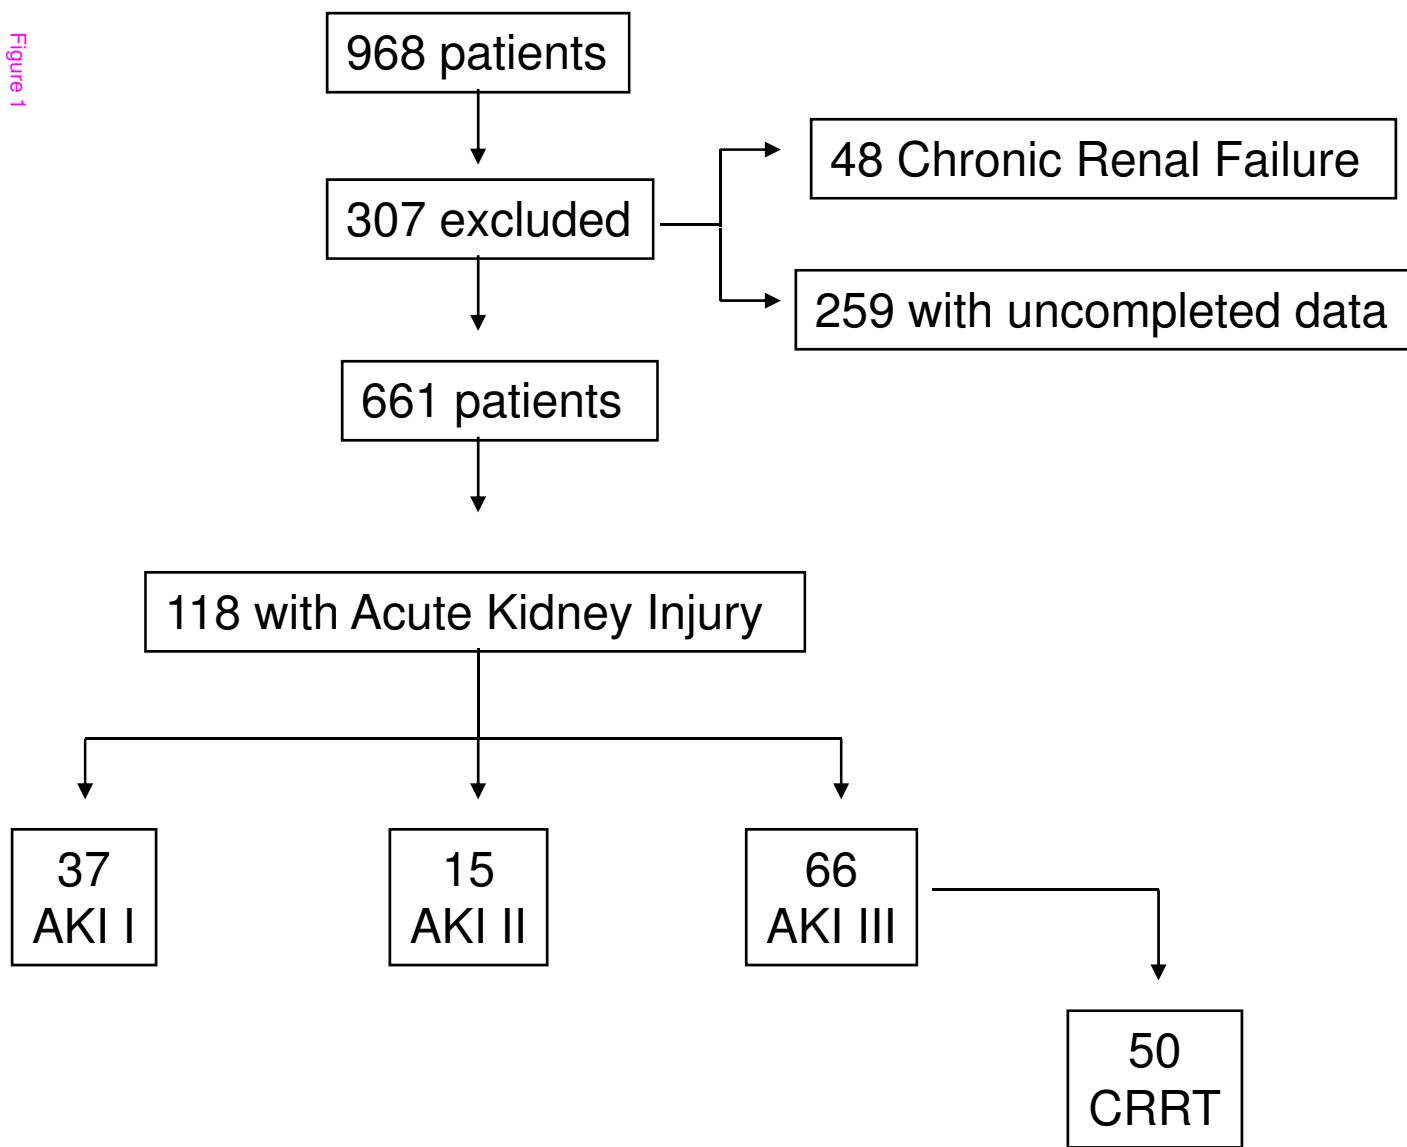 Figure 1
968 patients
48 Chronic Renal Failure
307 excluded
259 with uncompleted data
661 patients
118 with Acute Kidney Injury
37
AKI I
15
AKI II
66
AKI III
50
CRRT